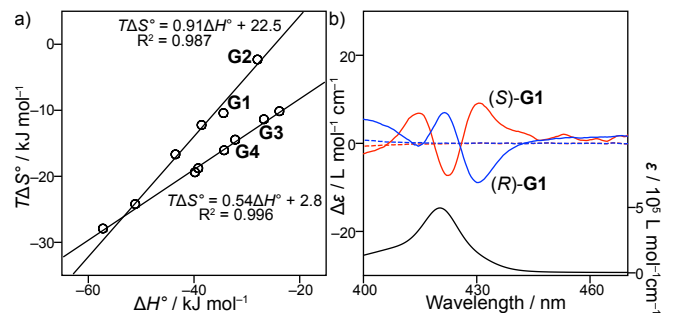 a)
TΔS° = 0.91ΔH° + 22.5
R² = 0.987
G2
G1
G3
G4
TΔS° = 0.54ΔH° + 2.8
R² = 0.996
0
−10
−20
−30
TΔS° / kJ mol⁻¹
−60
−40
−20
ΔH° / kJ mol⁻¹
b)
(S)-G1
(R)-G1
20
0
−20
Δε / L mol⁻¹ cm⁻¹
5
0
ε / 10⁵ L mol⁻¹cm⁻¹
400
430
460
Wavelength / nm